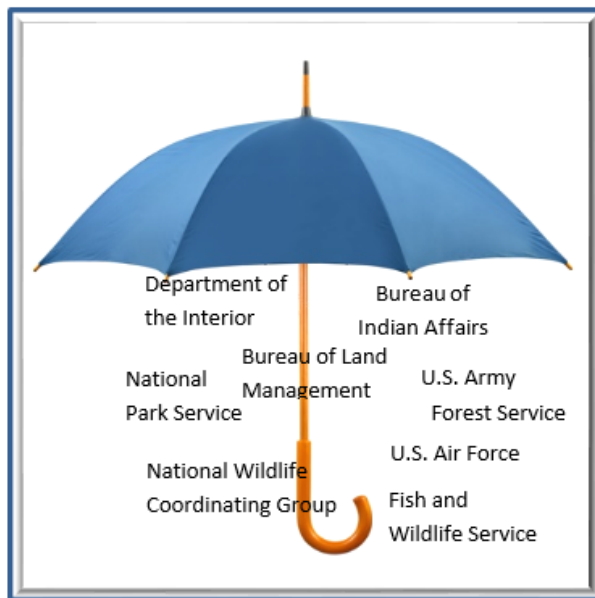 Department of
the Interior
Bureau of
Indian Affairs
Bureau of Land
Management
National
Park Service
U.S. Army
Forest Service
U.S. Air Force
National Wildlife
Coordinating Group
Fish and
Wildlife Service